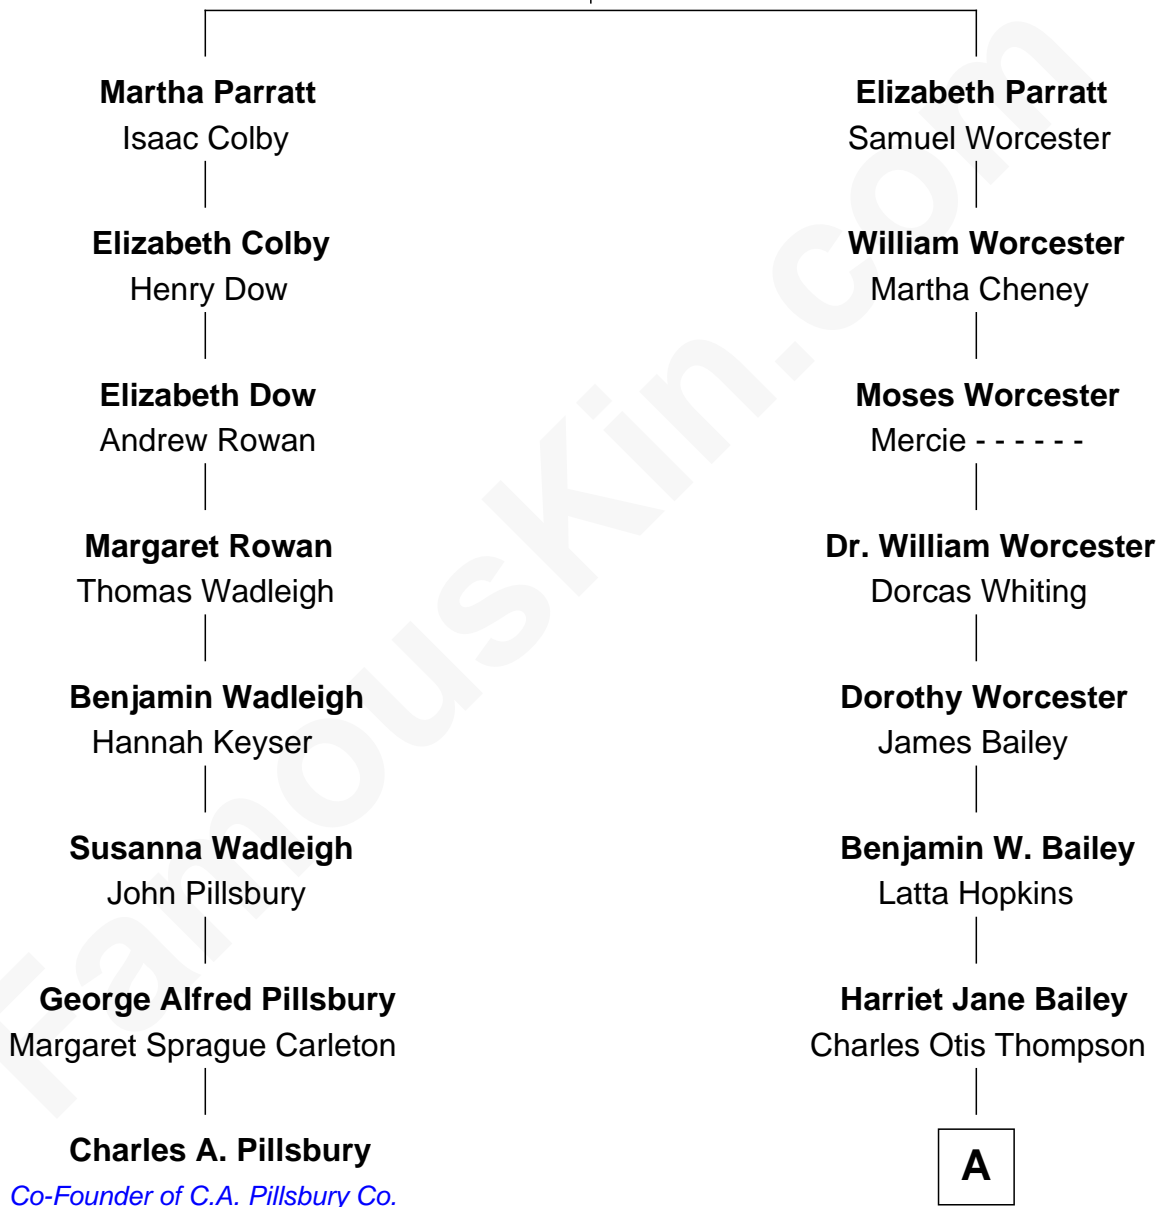 Martha Parratt
Isaac Colby
Elizabeth Colby
Henry Dow
Elizabeth Dow
Andrew Rowan
Margaret Rowan
Thomas Wadleigh
Benjamin Wadleigh
Hannah Keyser
Susanna Wadleigh
John Pillsbury
George Alfred Pillsbury
Margaret Sprague Carleton
Charles A. Pillsbury
Co-Founder of C.A. Pillsbury Co.
Elizabeth Parratt
Samuel Worcester
William Worcester
Martha Cheney
Moses Worcester
Mercie - - - - - -
Dr. William Worcester
Dorcas Whiting
Dorothy Worcester
James Bailey
Benjamin W. Bailey
Latta Hopkins
Harriet Jane Bailey
Charles Otis Thompson
A
FamousKin.com